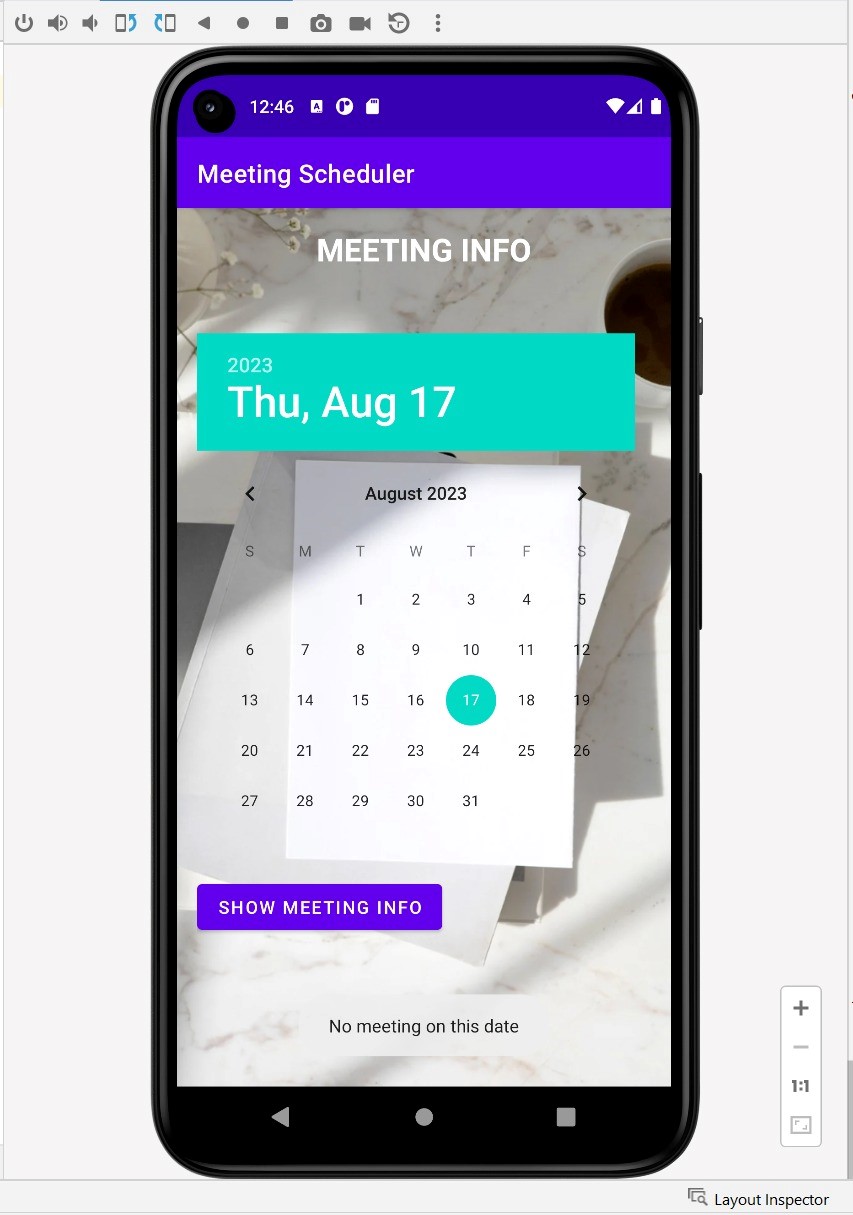 12:46
Meeting Scheduler
MEETING INFO
2023
Thu, Aug 17
August 2023
S M T W T F S
1 2 3 4 5
6 7 8 9 10 11 12
13 14 15 16 17 18 19
20 21 22 23 24 25 26
27 28 29 30 31
SHOW MEETING INFO
No meeting on this date
1:1
Layout Inspector